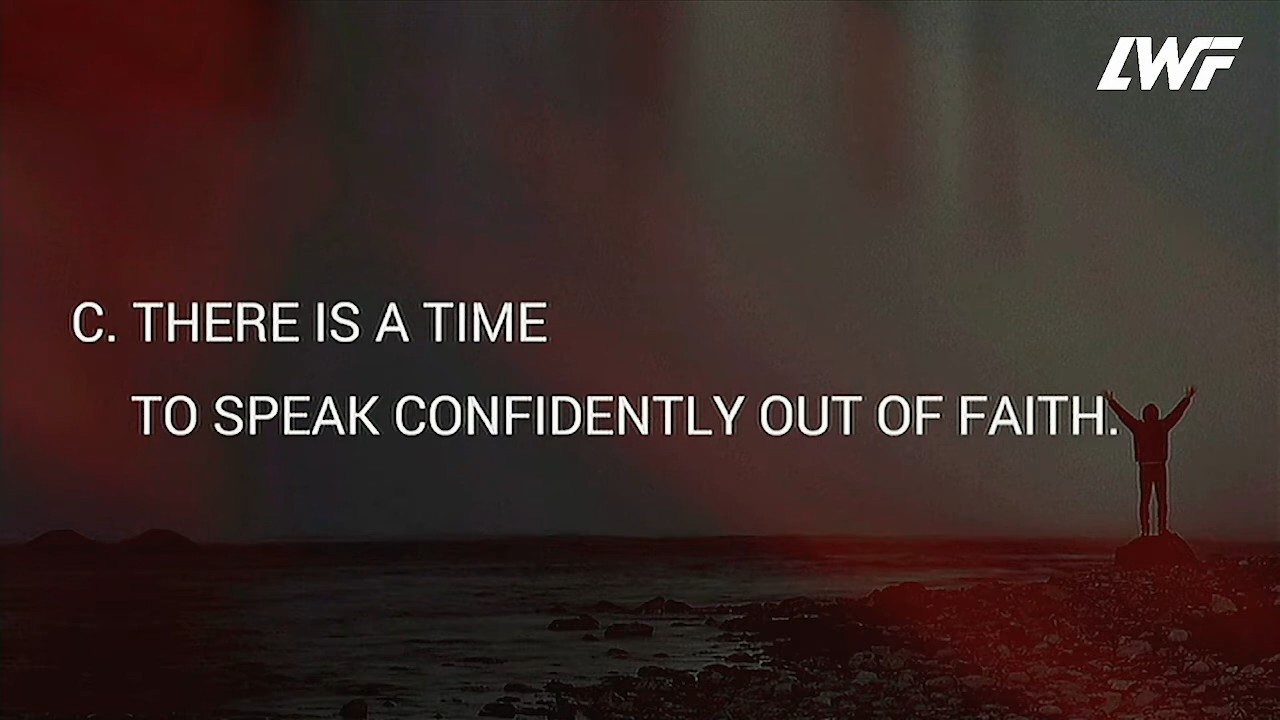 LWF
C. THERE IS A TIME
TO SPEAK CONFIDENTLY OUT OF FAITH.